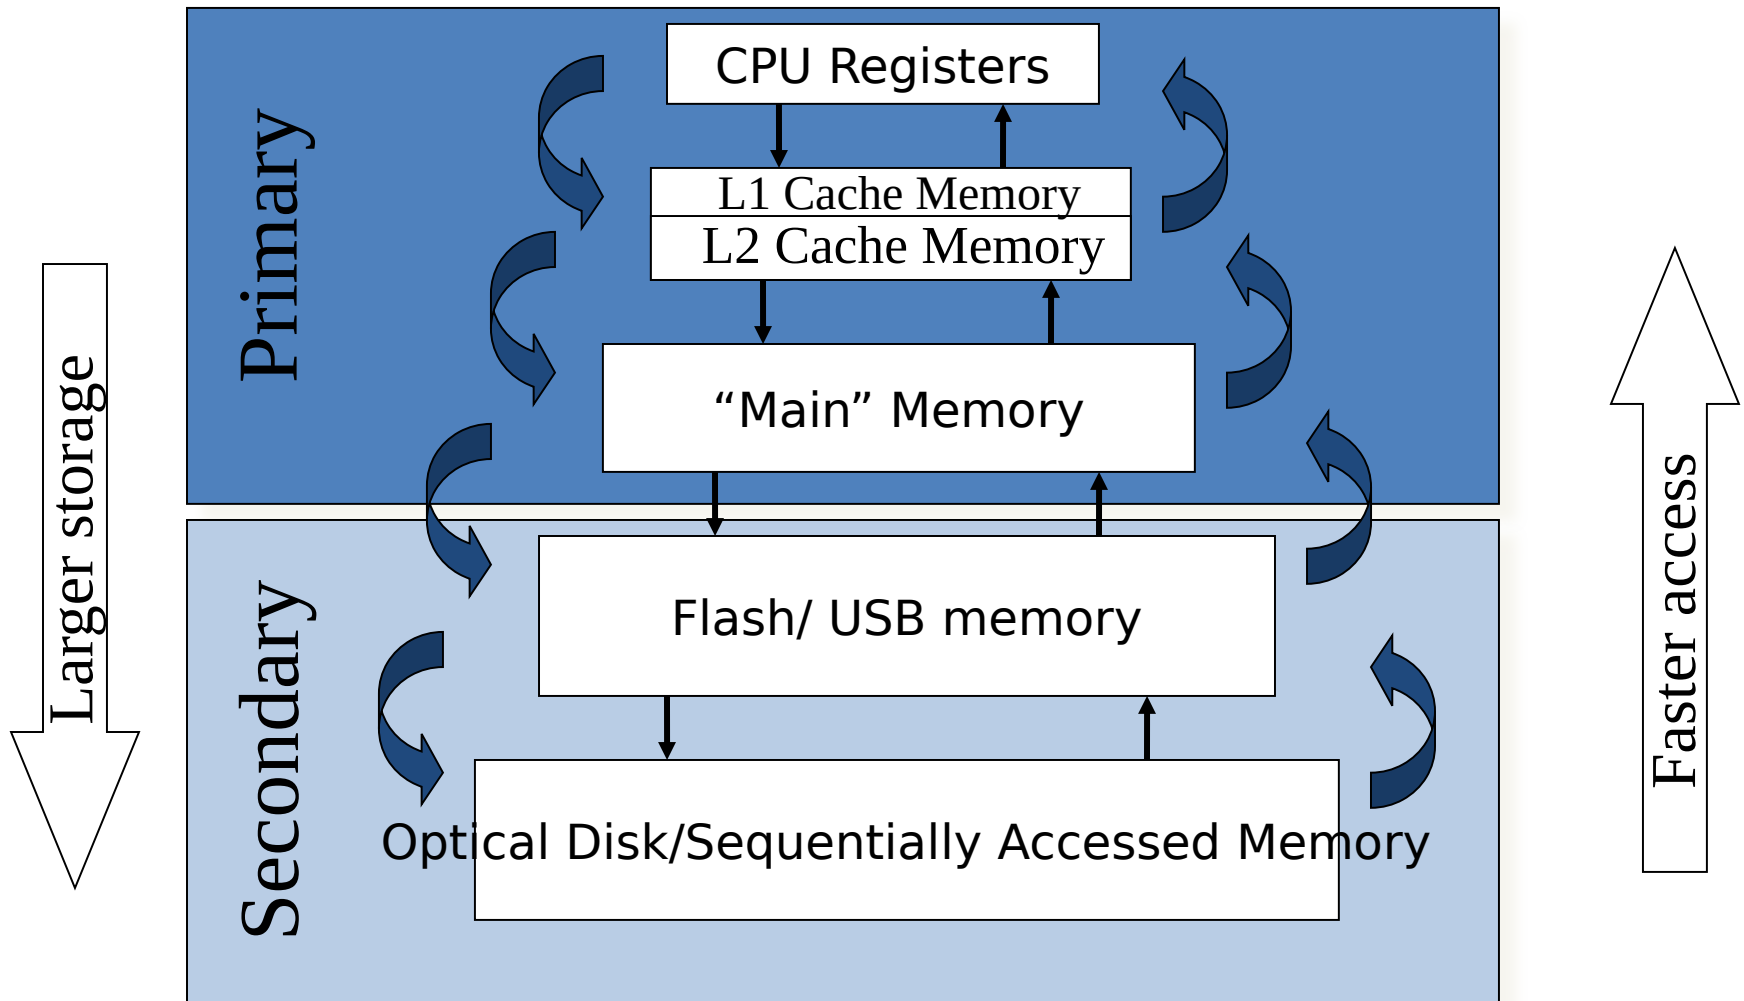 CPU Registers
L1 Cache Memory
L2 Cache Memory
“Main” Memory
Flash/ USB memory
Optical Disk/Sequentially Accessed Memory
Primary
Secondary
Larger storage
Faster access